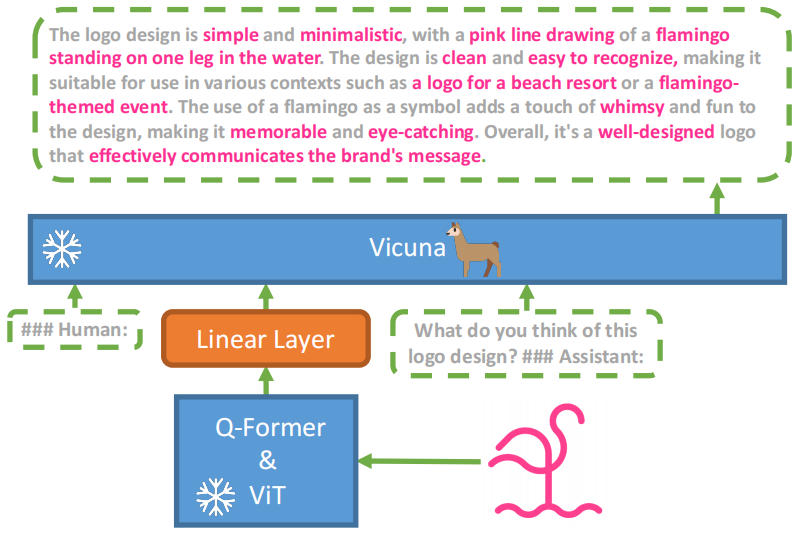 The logo design is simple and minimalistic, with a pink line drawing of a flamingo
standing on one leg in the water. The design is clean and easy to recognize, making it
suitable for use in various contexts such as a logo for a beach resort or a flamingo-
themed event. The use of a flamingo as a symbol adds a touch of whimsy and fun to
the design, making it memorable and eye-catching. Overall, it's a well-designed logo
that effectively communicates the brand's message.
Vicuna
### Human:
Linear Layer
What do you think of this
logo design? ### Assistant:
Q-Former
&
ViT